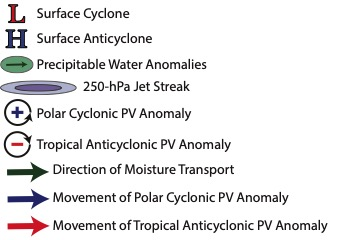 L Surface Cyclone
H Surface Anticyclone
Precipitable Water Anomalies
250-hPa Jet Streak
+ Polar Cyclonic PV Anomaly
− Tropical Anticyclonic PV Anomaly
Direction of Moisture Transport
Movement of Polar Cyclonic PV Anomaly
Movement of Tropical Anticyclonic PV Anomaly